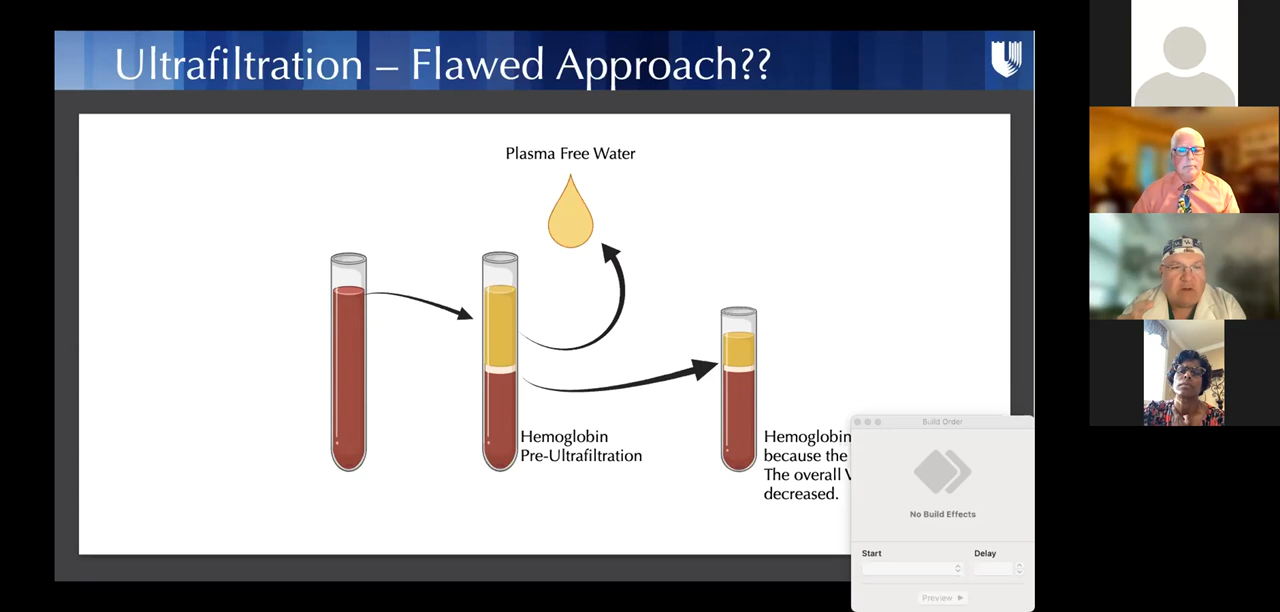 Ultrafiltration – Flawed Approach??
Plasma Free Water
Hemoglobin
Pre-Ultrafiltration
Hemoglobin
because the
The overall
decreased.
Build Order
No Build Effects
Start Delay
Preview